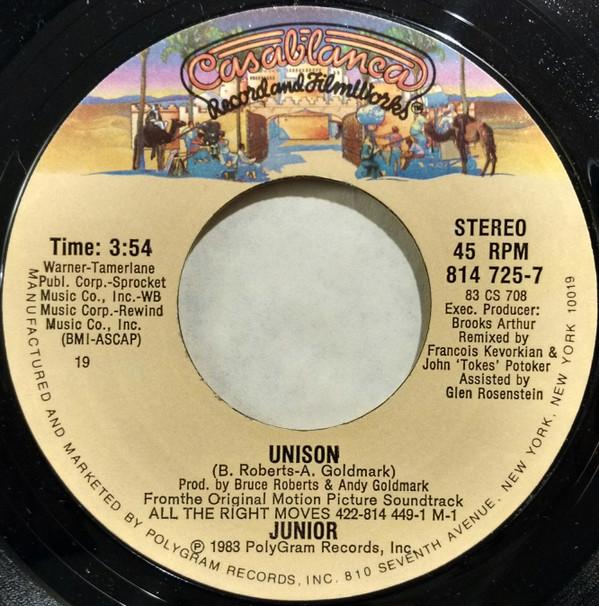 Casablanca
Record and FilmWorks™
Time: 3:54
Warner-Tamerlane
Publ. Corp.-Sprocket
Music Co., Inc.-WB
Music Corp.-Rewind
Music Co., Inc.
(BMI-ASCAP)
19
STEREO
45 RPM
814 725-7
83 CS 708
Exec. Producer:
Brooks Arthur
Remixed by
Francois Kevorkian &
John 'Tokes' Potoker
Assisted by
Glen Rosenstein
UNISON
(B. Roberts-A. Goldmark)
Prod. by Bruce Roberts & Andy Goldmark
Fromthe Original Motion Picture Soundtrack
ALL THE RIGHT MOVES 422-814 449-1 M-1
JUNIOR
℗ 1983 PolyGram Records, Inc.
MANUFACTURED AND MARKETED BY POLYGRAM RECORDS, INC. 810 SEVENTH AVENUE, NEW YORK, NEW YORK 10019